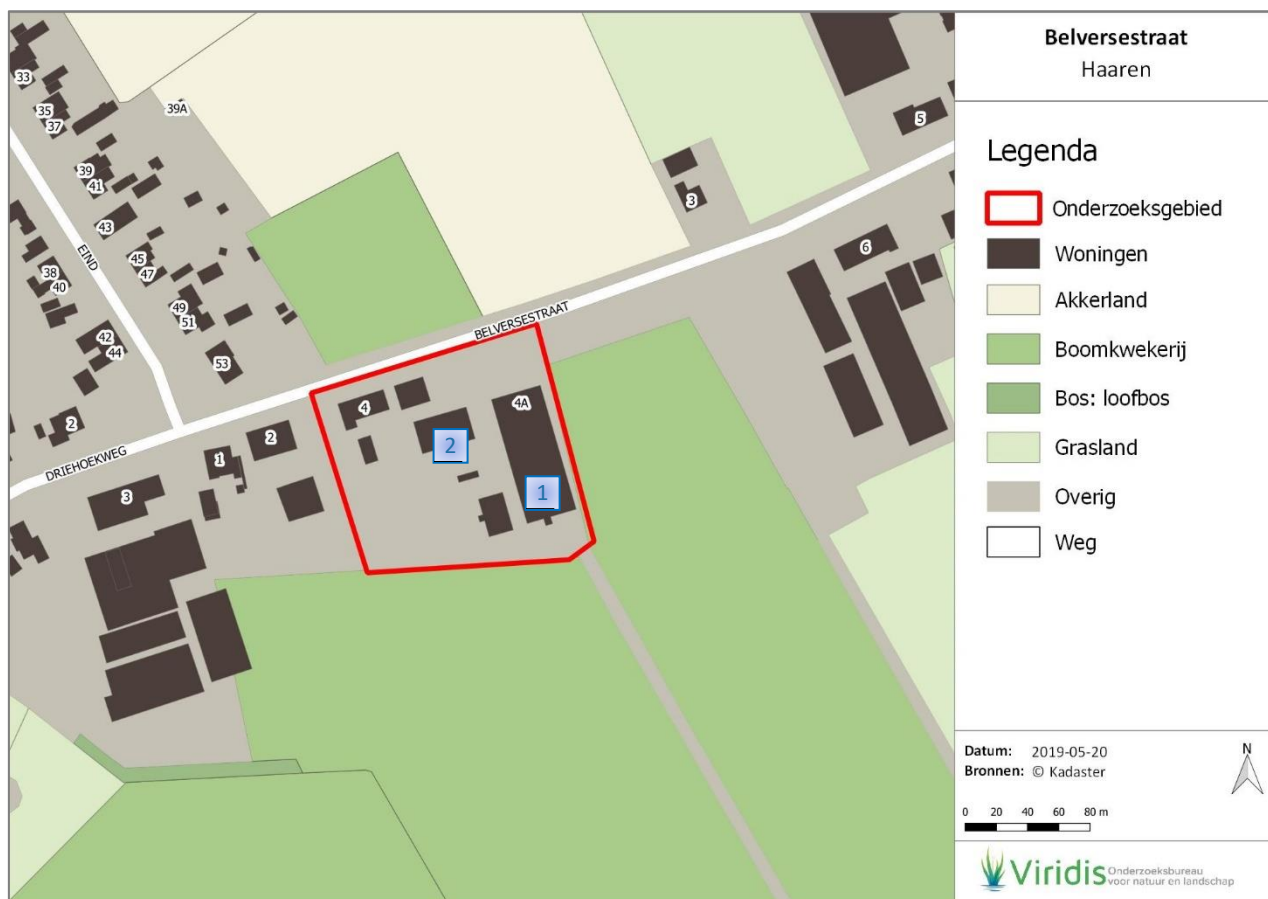 Belversestraat
Haaren
Legenda
Onderzoeksgebied
Woningen
Akkerland
Boomkwekerij
Bos: loofbos
Grasland
Overig
Weg
Datum: 2019-05-20
Bronnen: © Kadaster
N
0 20 40 60 80 m
Viridis Onderzoeksbureau
voor natuur en landschap
33
35
37
39A
39
41
43
EIND
45
47
38
40
49
51
42
44
53
2
DRIEHOEKWEG
BELVERSESTRAAT
5
3
6
4
4A
2
1
2
1
3